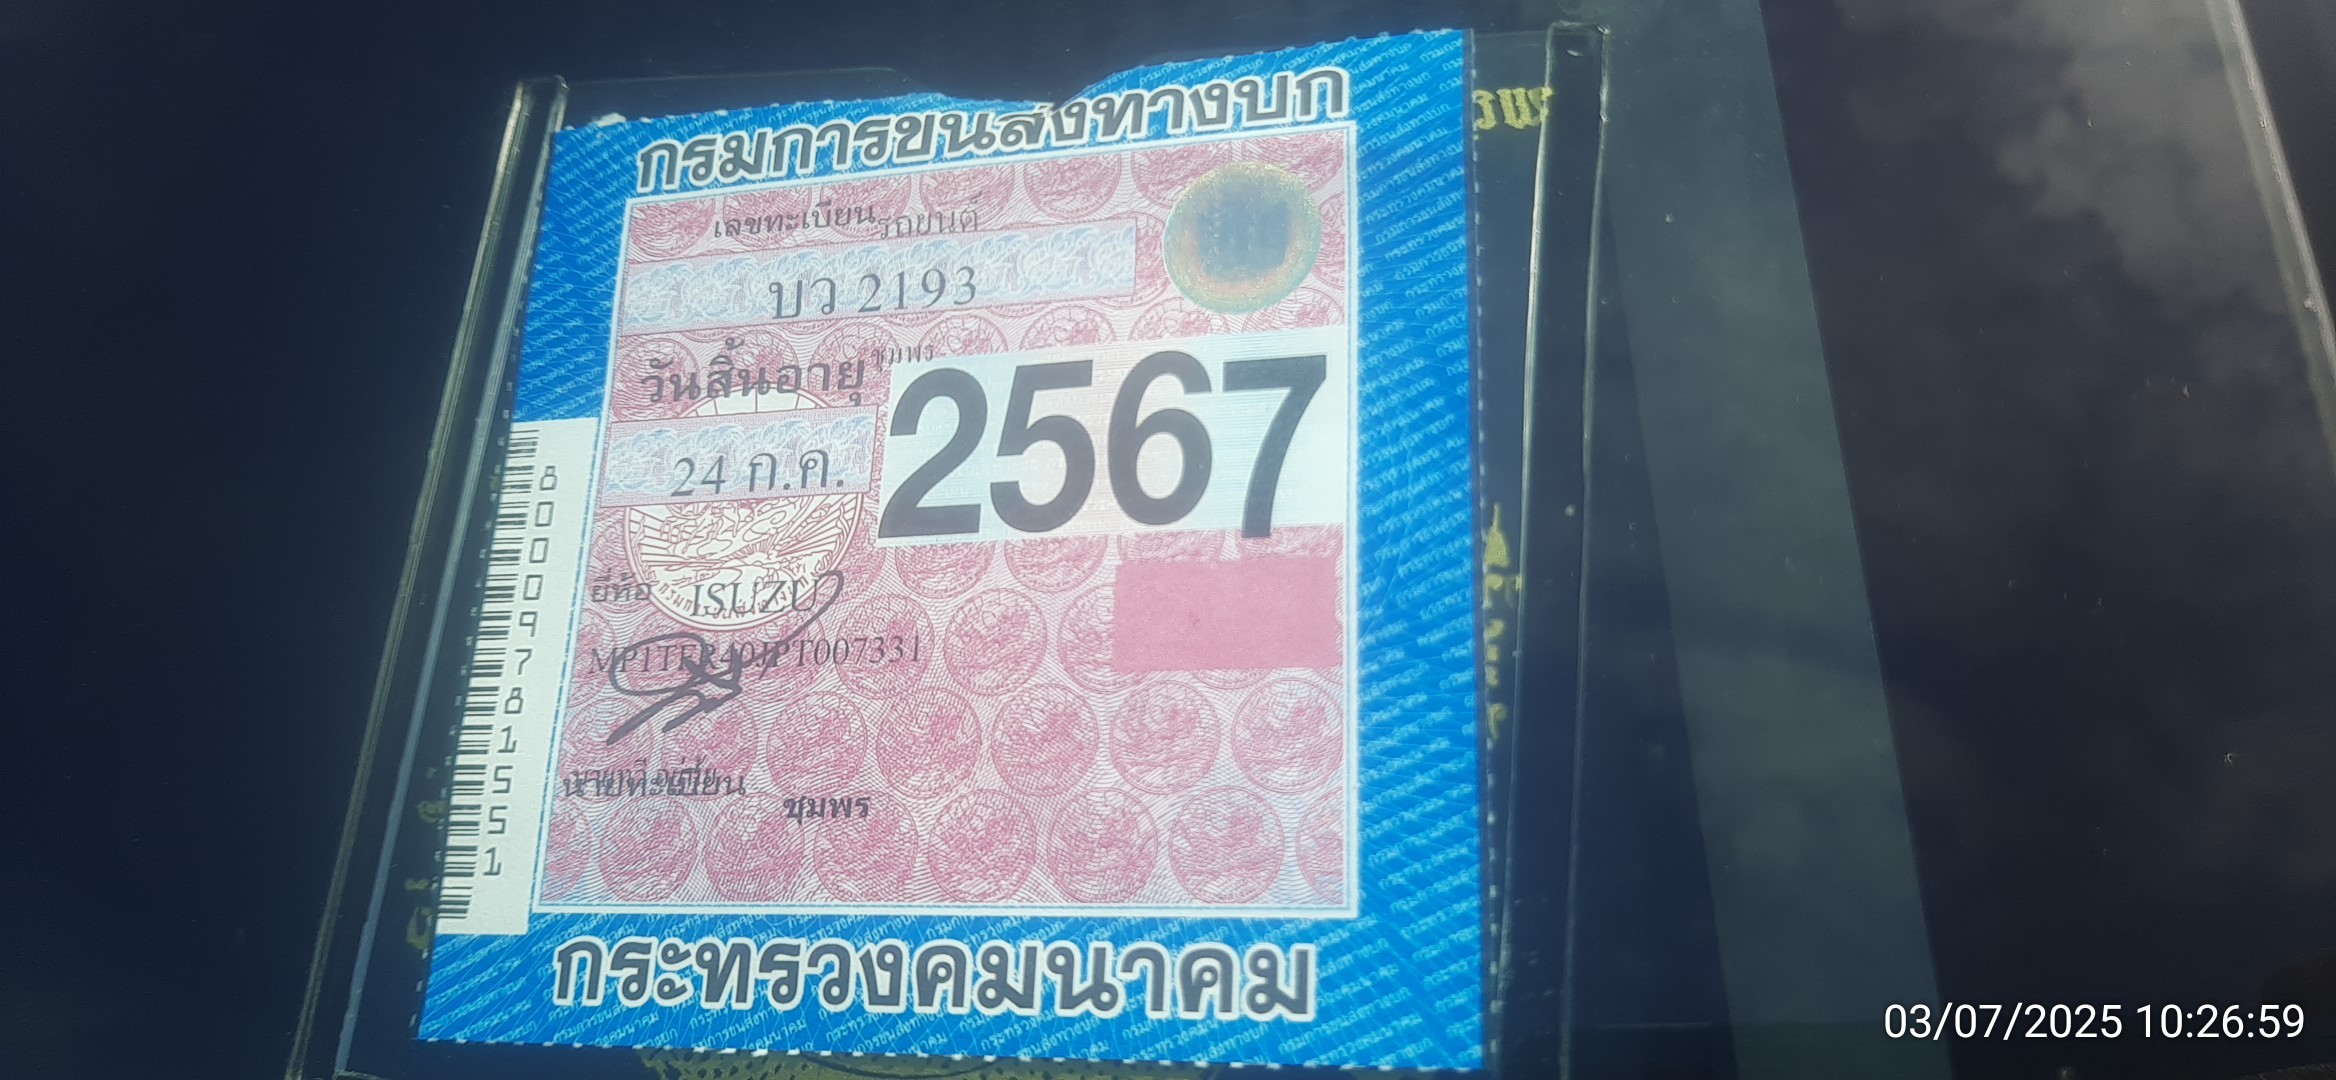 กรมการขนส่งทางบก
เลขทะเบียน รถยนต์
บว 2193
ชุมพร
วันสิ้นอายุ
24 ก.ค. 2567
ยี่ห้อ ISUZU
MP1TFR40JPT007331
นายทะเบียน
ชุมพร
กระทรวงคมนาคม
80009781551
03/07/2025 10:26:59